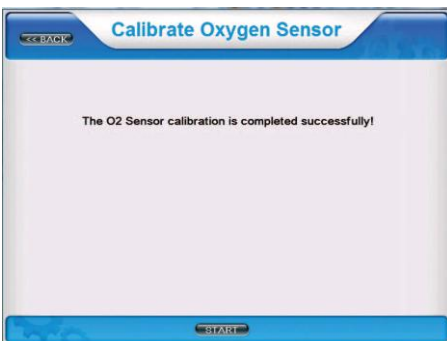 << BACK
Calibrate Oxygen Sensor
The O2 Sensor calibration is completed successfully!
START